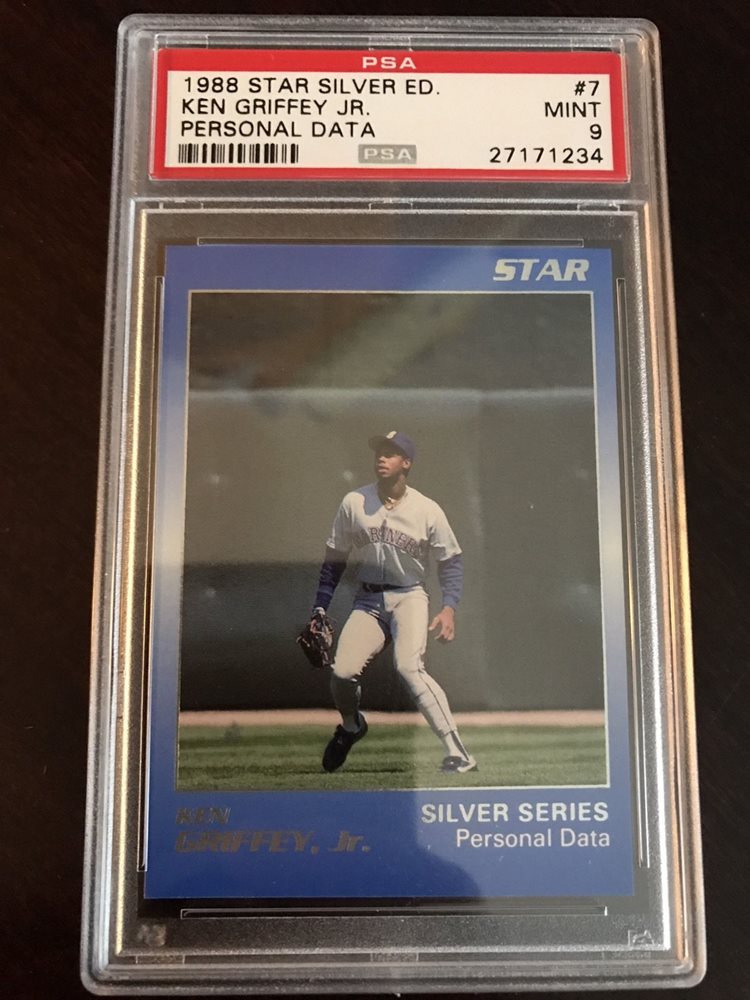 PSA
1988 STAR SILVER ED. #7
KEN GRIFFEY JR. MINT
PERSONAL DATA 9
PSA 27171234
STAR
MARINERS
KEN SILVER SERIES
GRIFFEY, Jr. Personal Data